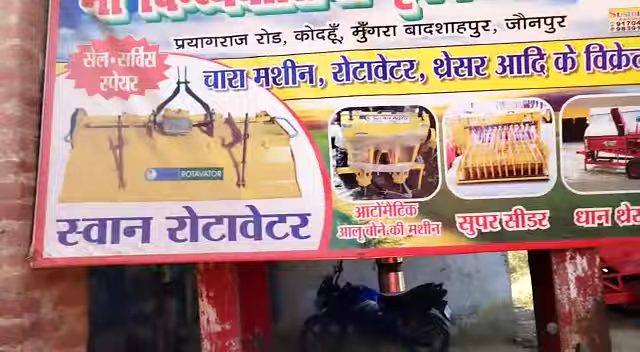 प्रयागराज रोड, कोदहूँ, मुँगरा बादशाहपुर, जौनपुर
सेल-सर्विस
स्पेयर
चारा मशीन, रोटावेटर, थ्रेसर आदि के विक्रेता
ROTAVATOR
स्वान रोटावेटर
आटोमैटिक
आलू बोने की मशीन
सुपर सीडर
धान थ्रेस